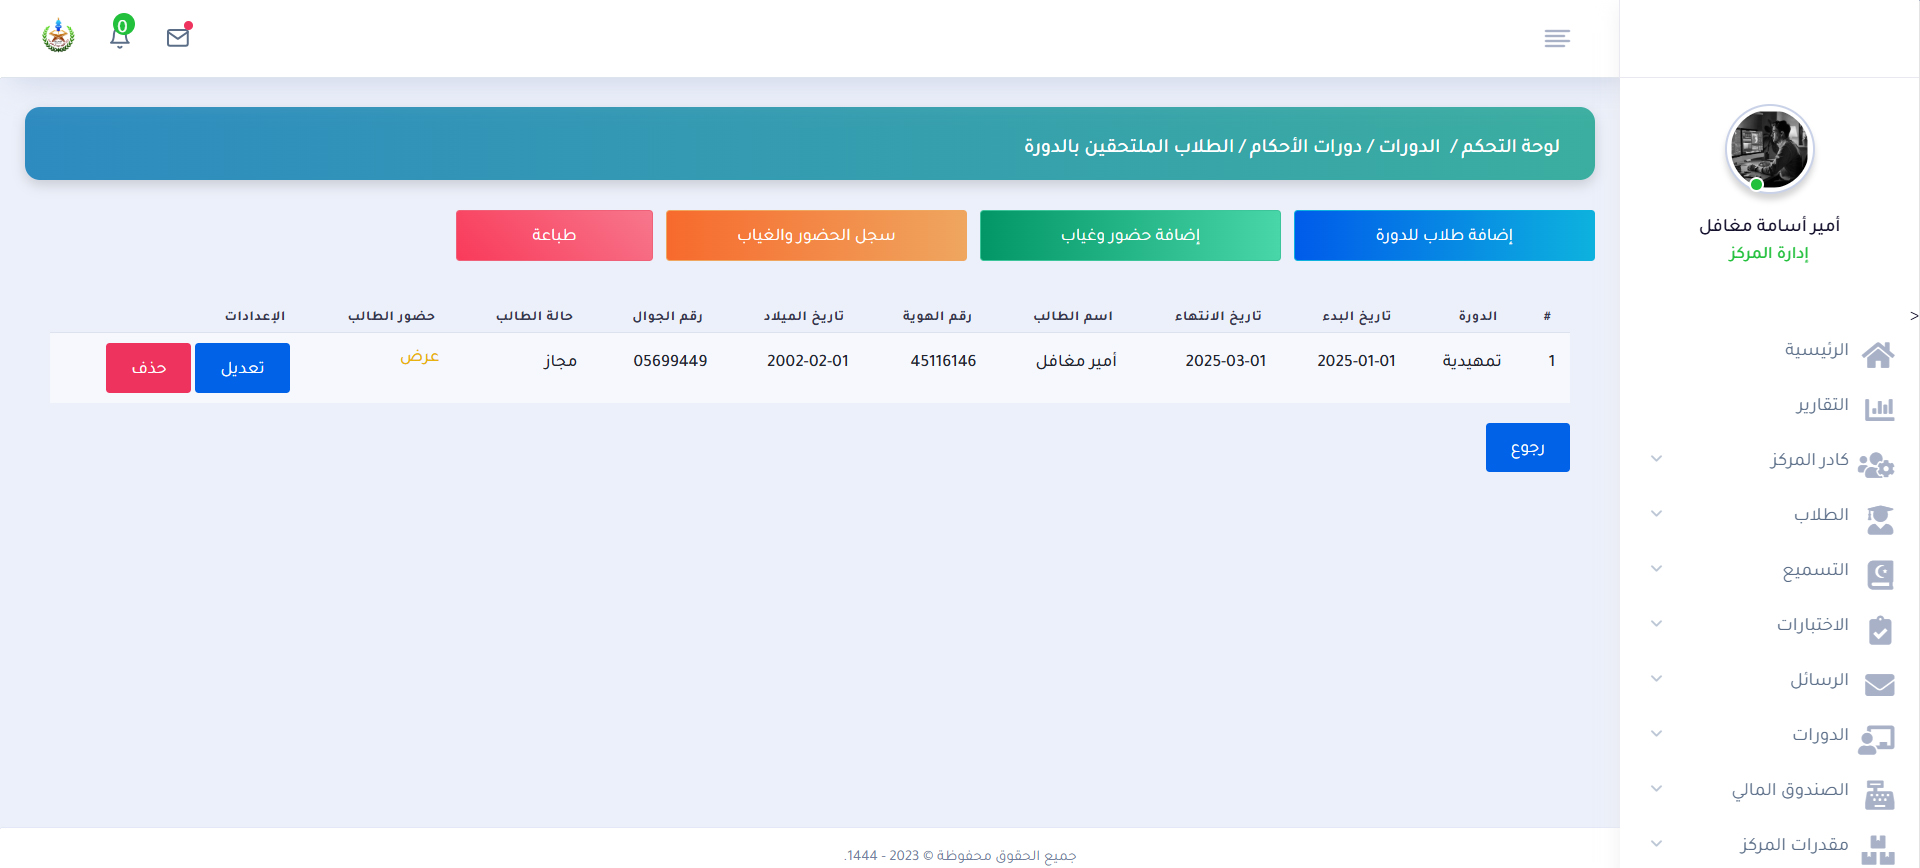 0
أمير أسامة مغافل
إدارة المركز
>
الرئيسية
التقارير
كادر المركز
الطلاب
التسميع
الاختبارات
الرسائل
الدورات
الصندوق المالي
مقدرات المركز
لوحة التحكم / الدورات / دورات الأحكام / الطلاب الملتحقين بالدورة
إضافة طلاب للدورة إضافة حضور وغياب سجل الحضور والغياب طباعة
# الدورة تاريخ البدء تاريخ الانتهاء اسم الطالب رقم الهوية تاريخ الميلاد رقم الجوال حالة الطالب حضور الطالب الإعدادات
1 تمهيدية 2025-01-01 2025-03-01 أمير مغافل 45116146 2002-02-01 05699449 مجاز عرض تعديل حذف
رجوع
جميع الحقوق محفوظة © 2023 - 1444.